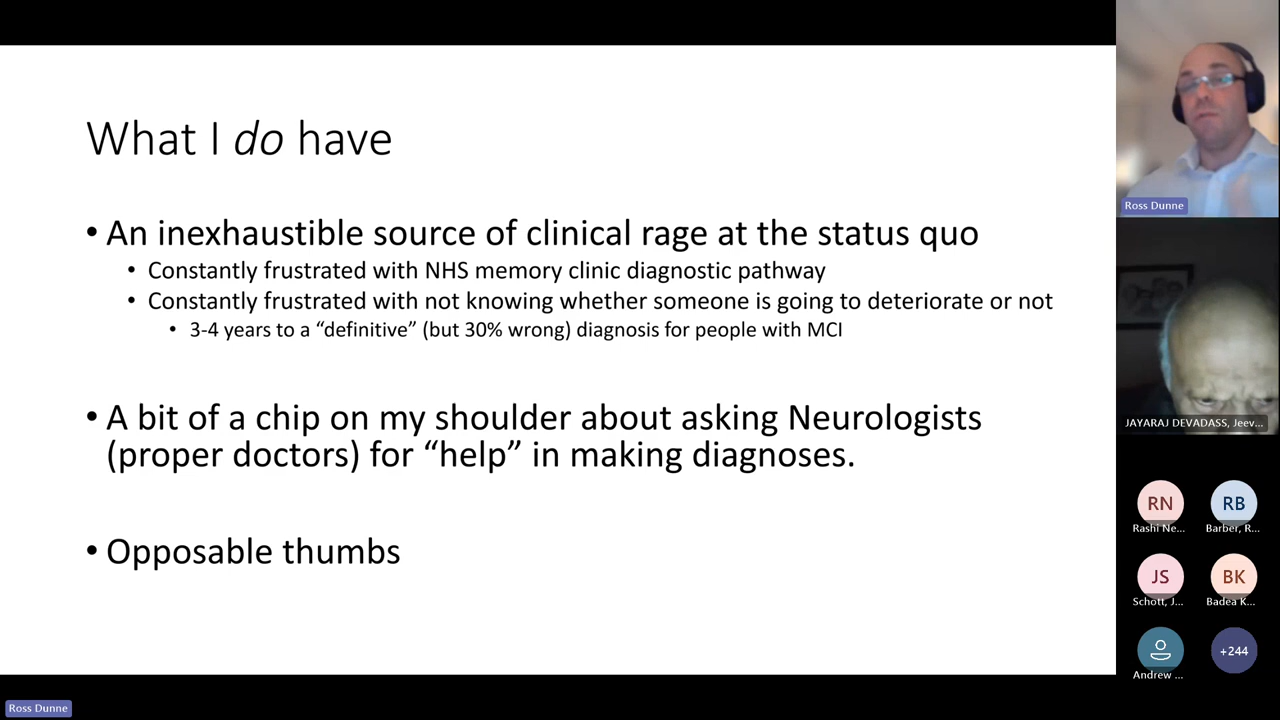 What I do have
• An inexhaustible source of clinical rage at the status quo
• Constantly frustrated with NHS memory clinic diagnostic pathway
• Constantly frustrated with not knowing whether someone is going to deteriorate or not
• 3-4 years to a “definitive” (but 30% wrong) diagnosis for people with MCI
• A bit of a chip on my shoulder about asking Neurologists
(proper doctors) for “help” in making diagnoses.
• Opposable thumbs
Ross Dunne
JAYARAJ DEVADASS, Jeev...
RN
Rashi Ne...
RB
Barber, R...
JS
Schott, J...
BK
Badea K...
Andrew ...
+244
Ross Dunne